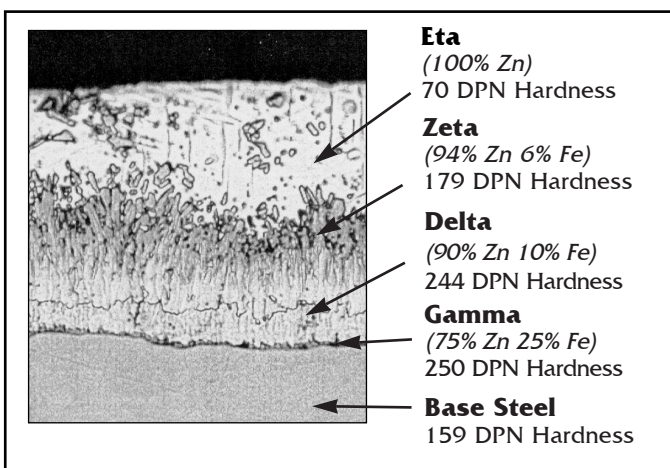 Eta
(100% Zn)
70 DPN Hardness
Zeta
(94% Zn 6% Fe)
179 DPN Hardness
Delta
(90% Zn 10% Fe)
244 DPN Hardness
Gamma
(75% Zn 25% Fe)
250 DPN Hardness
Base Steel
159 DPN Hardness